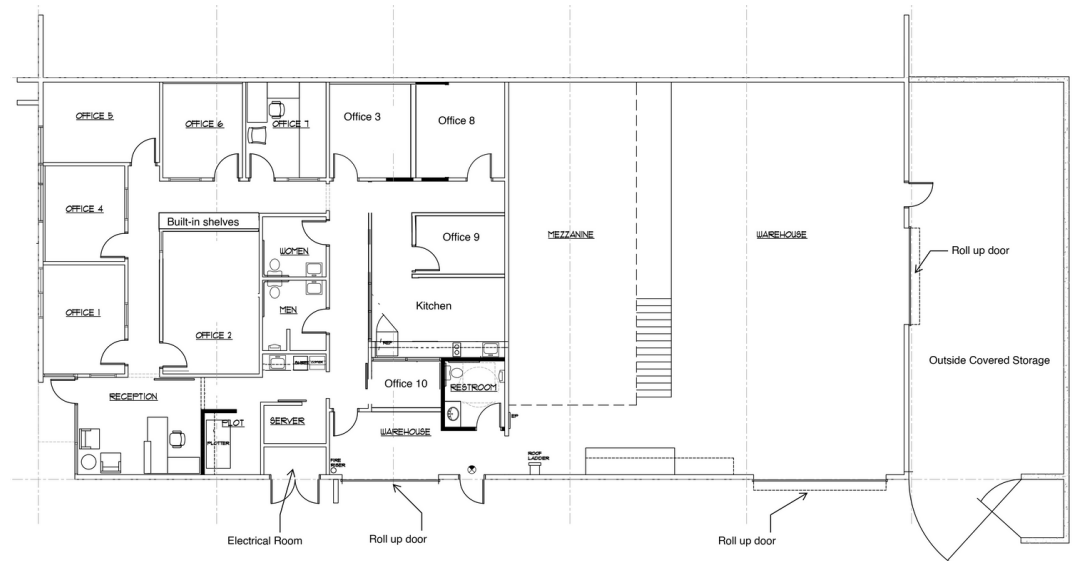 OFFICE 5
OFFICE 6
OFFICE 7
Office 3
Office 8
OFFICE 4
Built-in shelves
WOMEN
Office 9
MEZZANINE
WAREHOUSE
Roll up door
OFFICE 1
OFFICE 2
MEN
Kitchen
REF
Outside Covered Storage
RECEPTION
Office 10
RESTROOM
PLOT
SERVER
WAREHOUSE
EP
PLOTTER
FIRE
RISER
ROOF
LADDER
Electrical Room
Roll up door
Roll up door